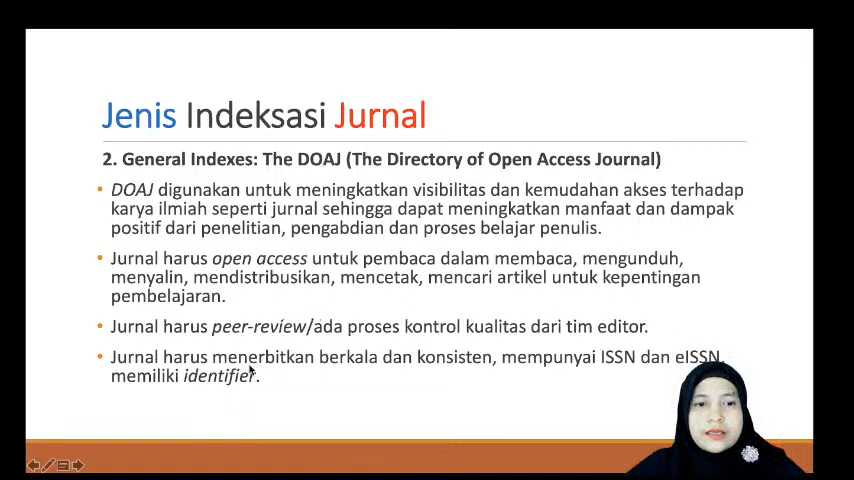 Jenis Indeksasi Jurnal
2. General Indexes: The DOAJ (The Directory of Open Access Journal)
• DOAJ digunakan untuk meningkatkan visibilitas dan kemudahan akses terhadap
karya ilmiah seperti jurnal sehingga dapat meningkatkan manfaat dan dampak
positif dari penelitian, pengabdian dan proses belajar penulis.
• Jurnal harus open access untuk pembaca dalam membaca, mengunduh,
menyalin, mendistribusikan, mencetak, mencari artikel untuk kepentingan
pembelajaran.
• Jurnal harus peer-review/ada proses kontrol kualitas dari tim editor.
• Jurnal harus menerbitkan berkala dan konsisten, mempunyai ISSN dan eISSN,
memiliki identifier.